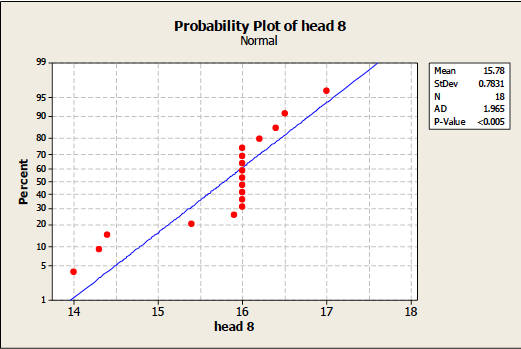 Probability Plot of head 8
Normal
99
95
90
80
70
60
50
40
30
20
10
5
1
Percent
14 15 16 17 18
head 8
Mean 15.78
StDev 0.7831
N 18
AD 1.965
P-Value <0.005